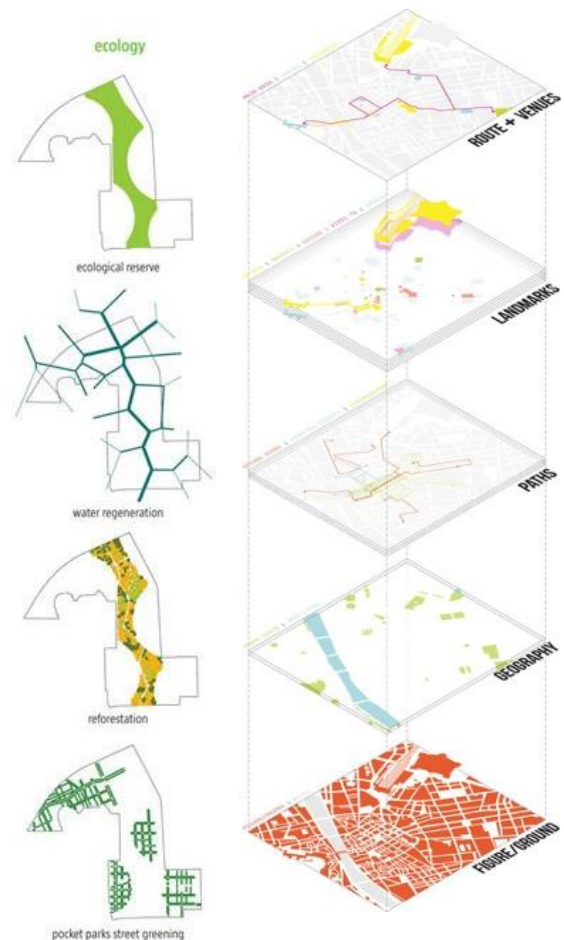 ecology
ecological reserve
water regeneration
reforestation
pocket parks street greening
ROUTE + VENUES
LANDMARKS
PATHS
GEOGRAPHY
FIGURE/GROUND